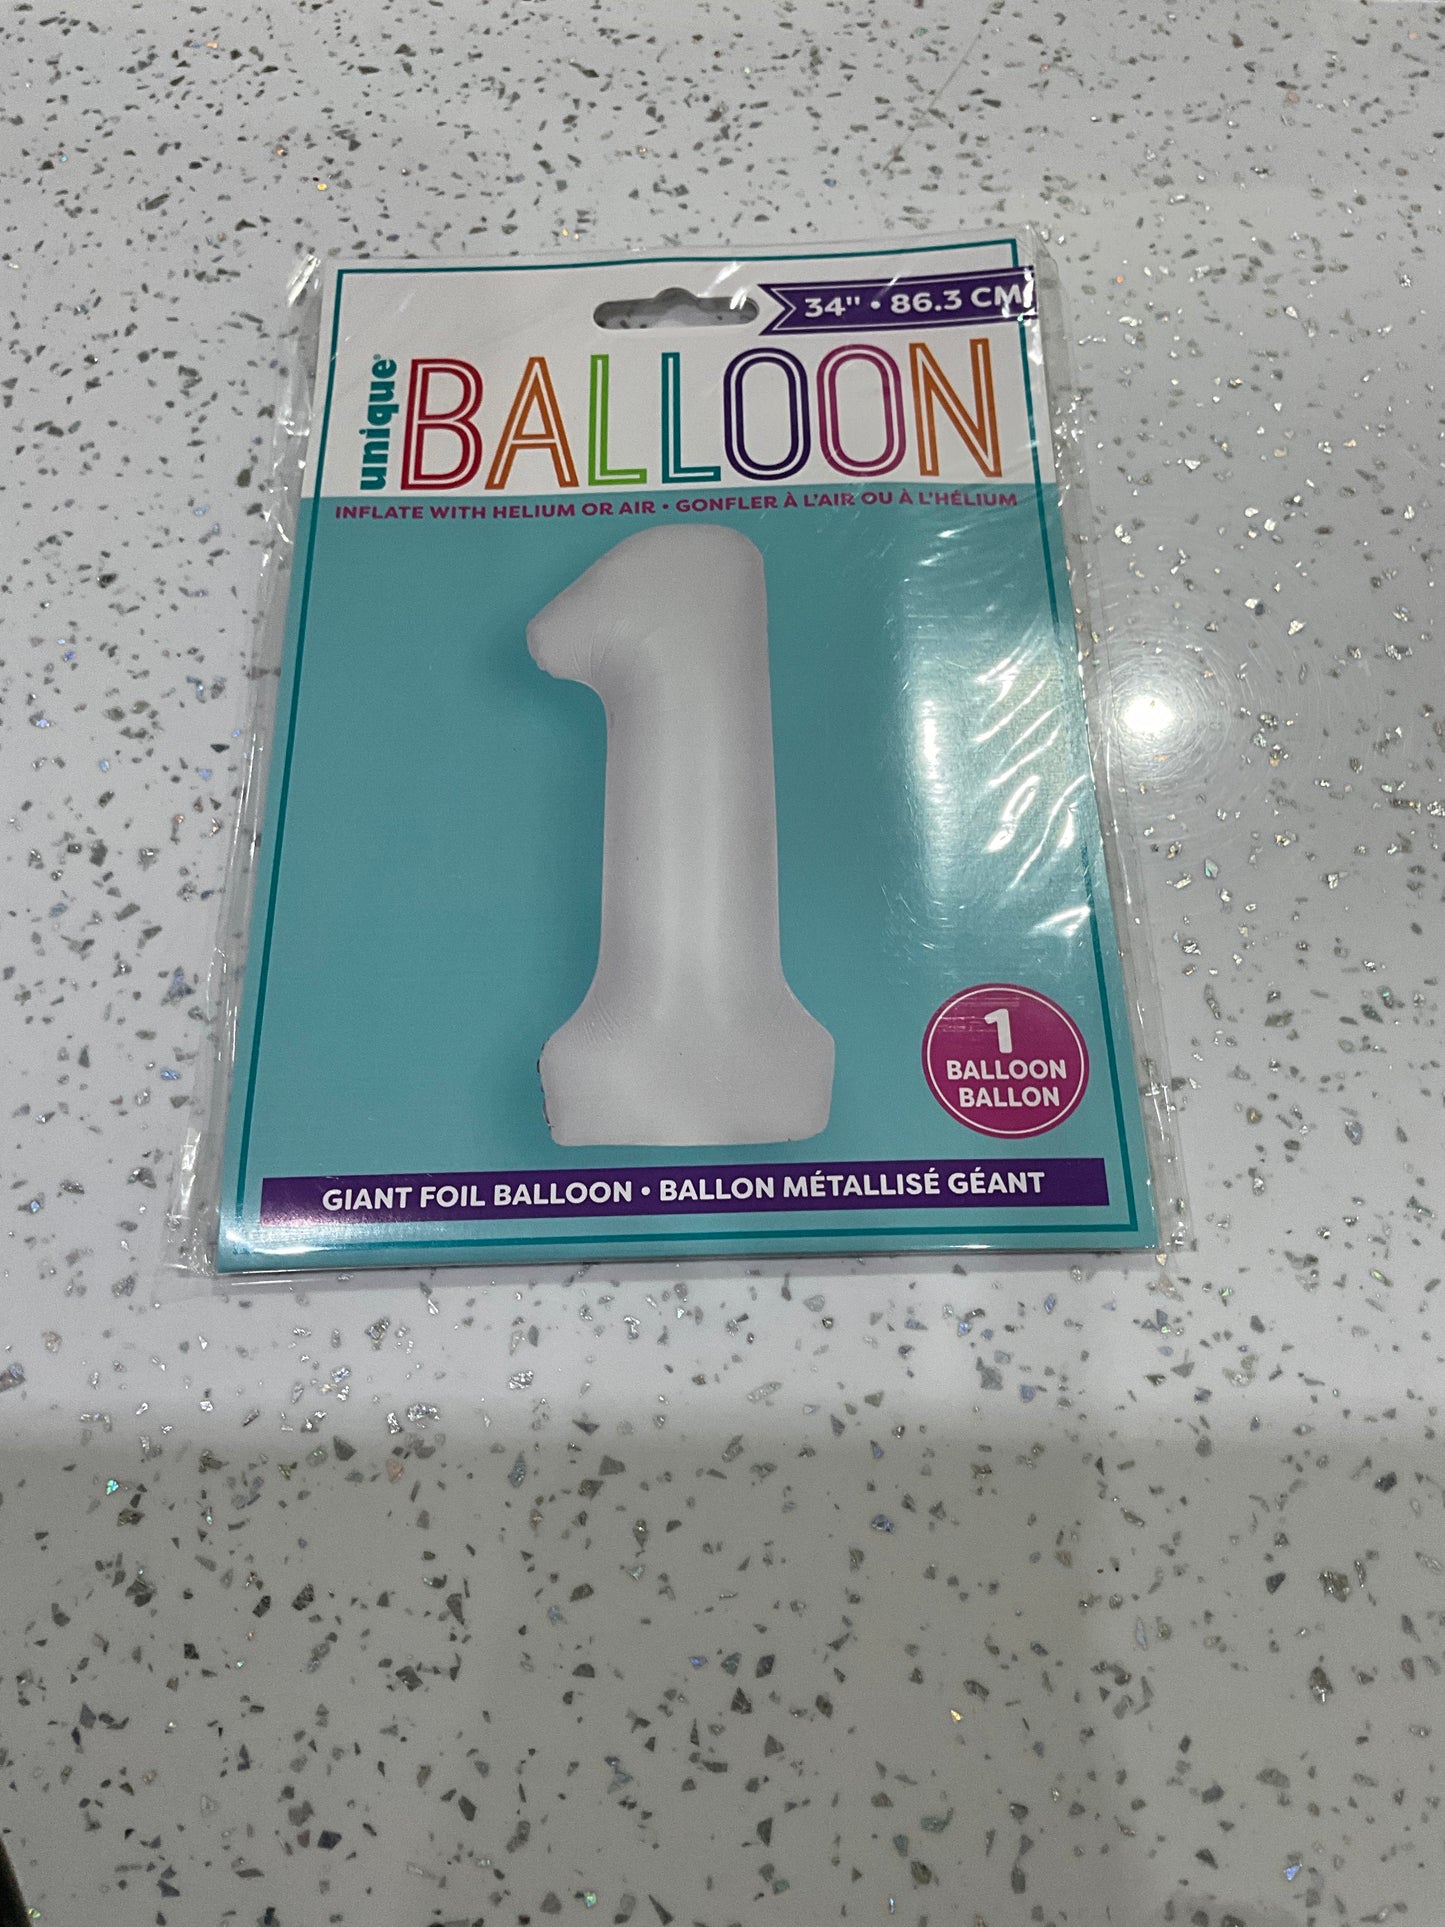 34" • 86.3 CM
unique®
BALLOON
INFLATE WITH HELIUM OR AIR • GONFLER À L'AIR OU À L'HÉLIUM
1
BALLOON
BALLON
GIANT FOIL BALLOON • BALLON MÉTALLISÉ GÉANT